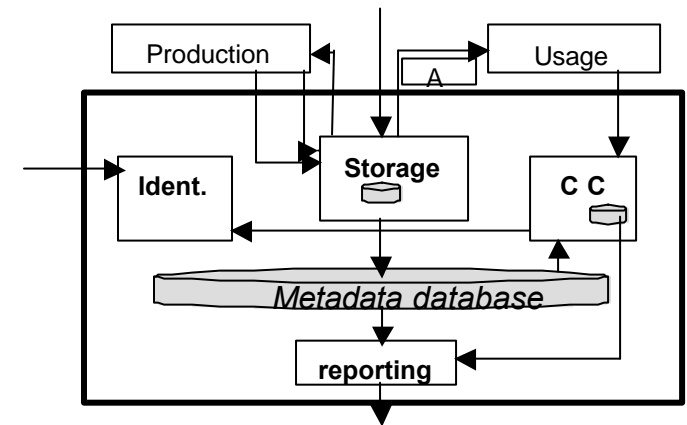 Production
Usage
A
Storage
Ident.
C C
Metadata database
reporting